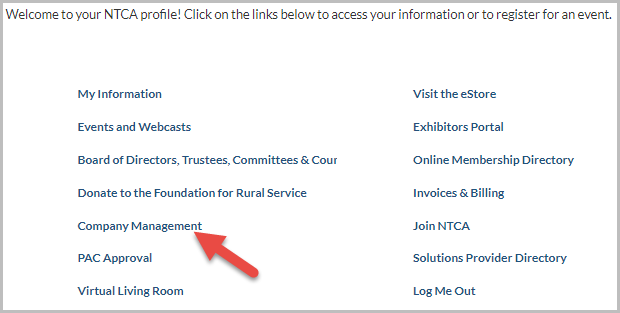 Welcome to your NTCA profile! Click on the links below to access your information or to register for an event.
My Information
Events and Webcasts
Board of Directors, Trustees, Committees & Cour
Donate to the Foundation for Rural Service
Company Management
PAC Approval
Virtual Living Room
Visit the eStore
Exhibitors Portal
Online Membership Directory
Invoices & Billing
Join NTCA
Solutions Provider Directory
Log Me Out